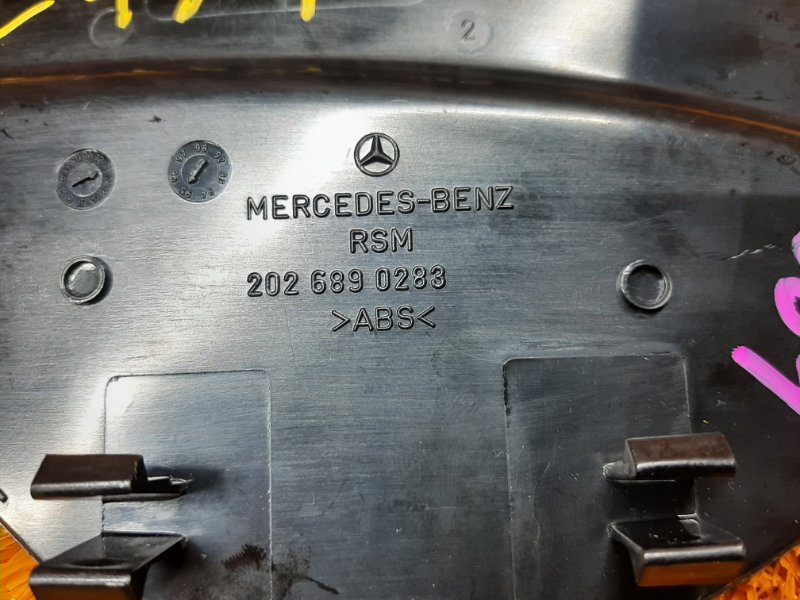 2
MERCEDES-BENZ
RSM
202 689 0283
>ABS<